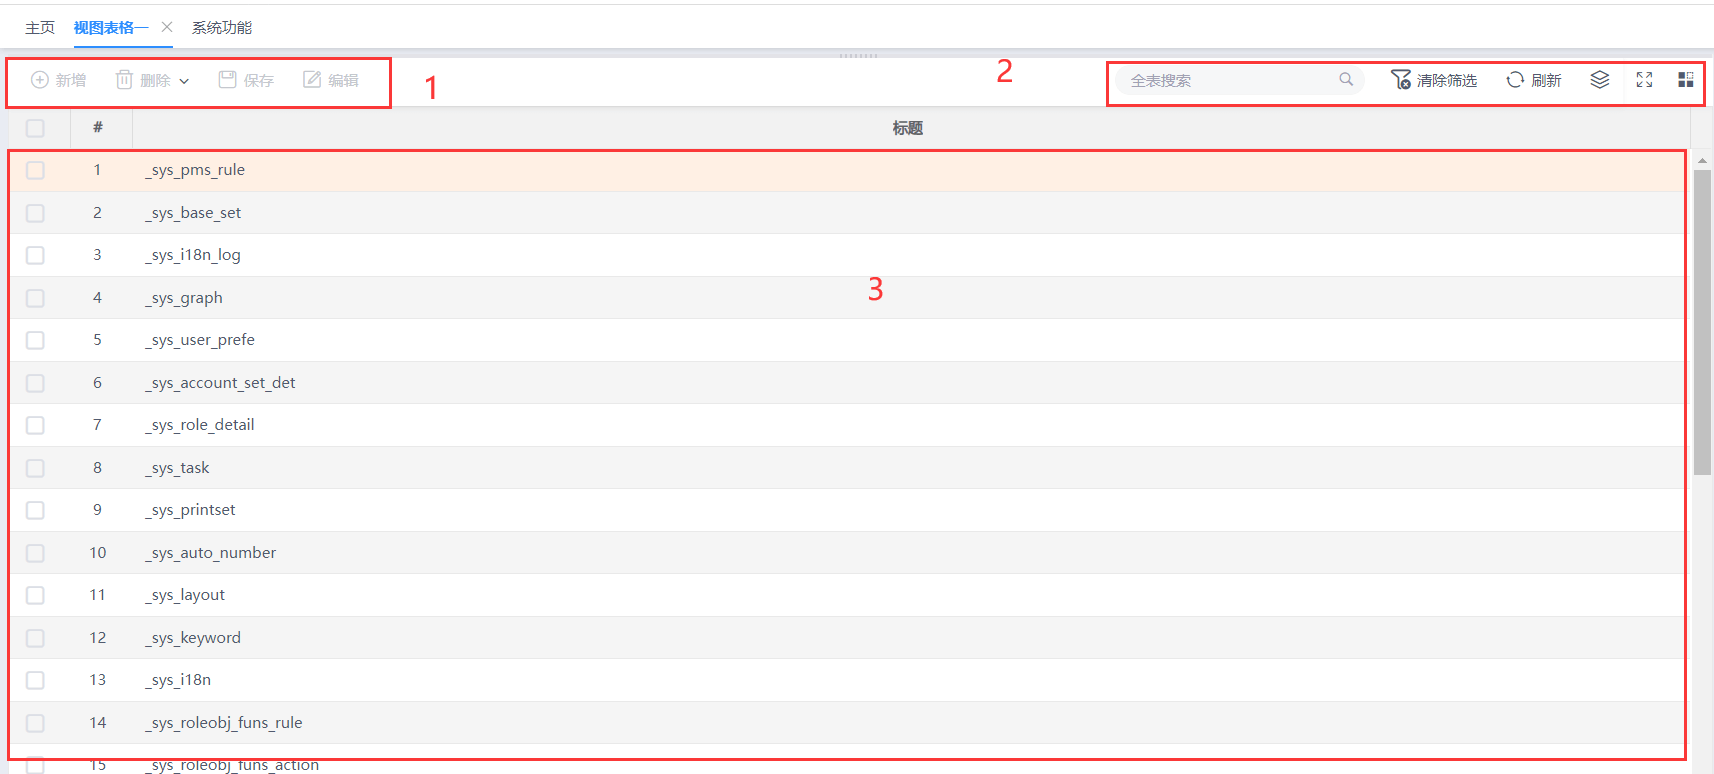 主页 视图表格一 系统功能
新增 删除 保存 编辑 1 2 全表搜索 清除筛选 刷新
# 标题
1 _sys_pms_rule
2 _sys_base_set
3 _sys_i18n_log
3
4 _sys_graph
5 _sys_user_prefe
6 _sys_account_set_det
7 _sys_role_detail
8 _sys_task
9 _sys_printset
10 _sys_auto_number
11 _sys_layout
12 _sys_keyword
13 _sys_i18n
14 _sys_roleobj_funs_rule
15 _sys_roleobj_funs_action